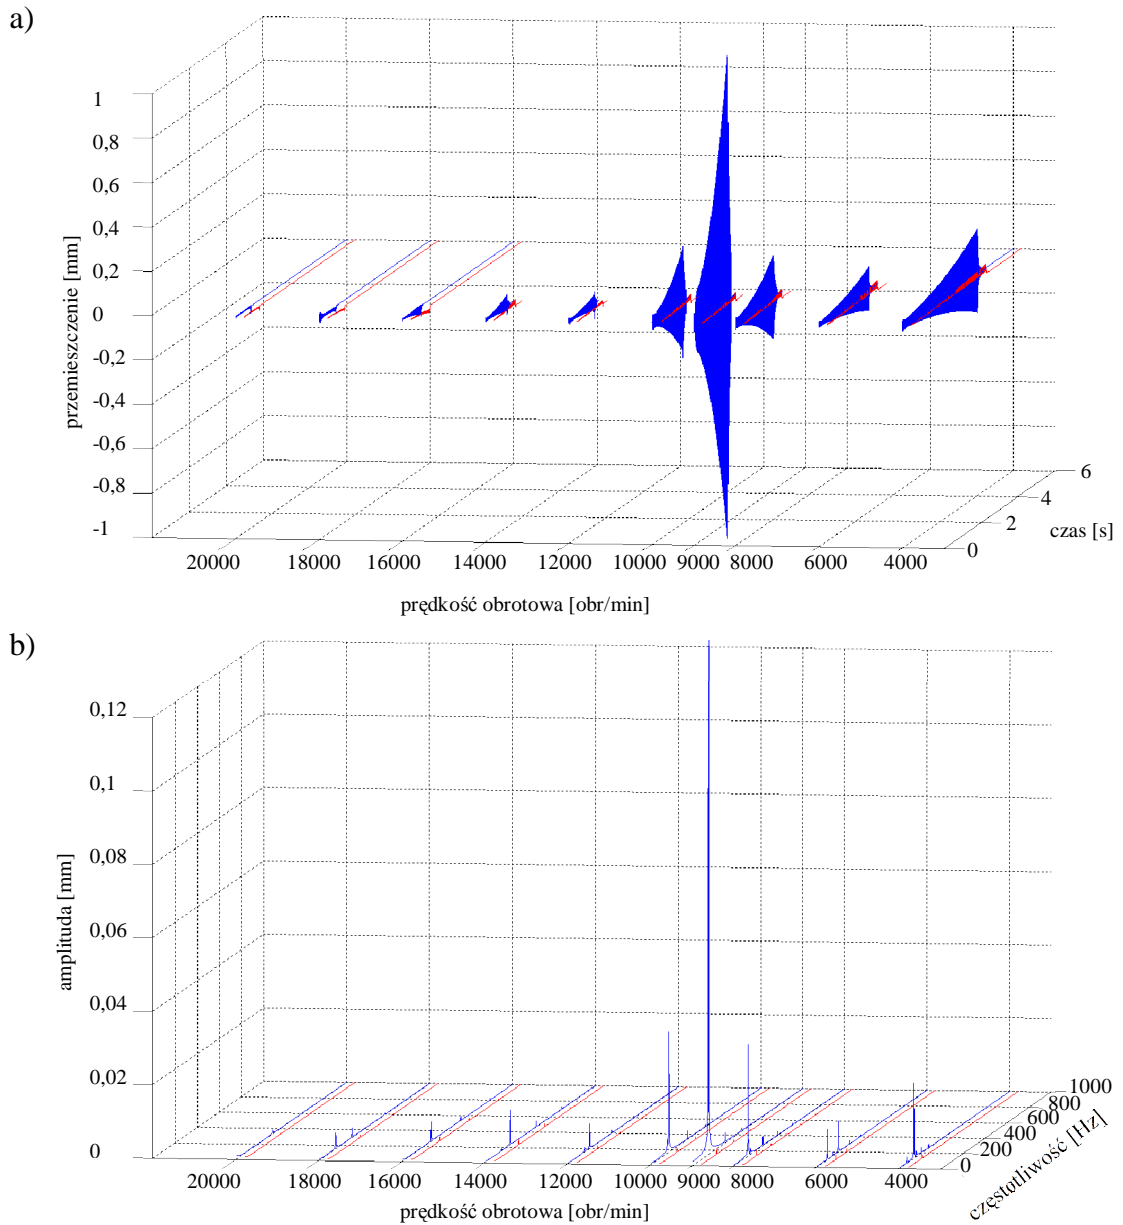 a)
1
0,8
0,6
0,4
0,2
0
-0,2
-0,4
-0,6
-0,8
-1
przemieszczenie [mm]
20000 18000 16000 14000 12000 10000 9000 8000 6000 4000
prędkość obrotowa [obr/min]
0 2 4 6
czas [s]
b)
0,12
0,1
0,08
0,06
0,04
0,02
0
amplituda [mm]
20000 18000 16000 14000 12000 10000 9000 8000 6000 4000
prędkość obrotowa [obr/min]
0 200 400 600 800 1000
częstotliwość [Hz]